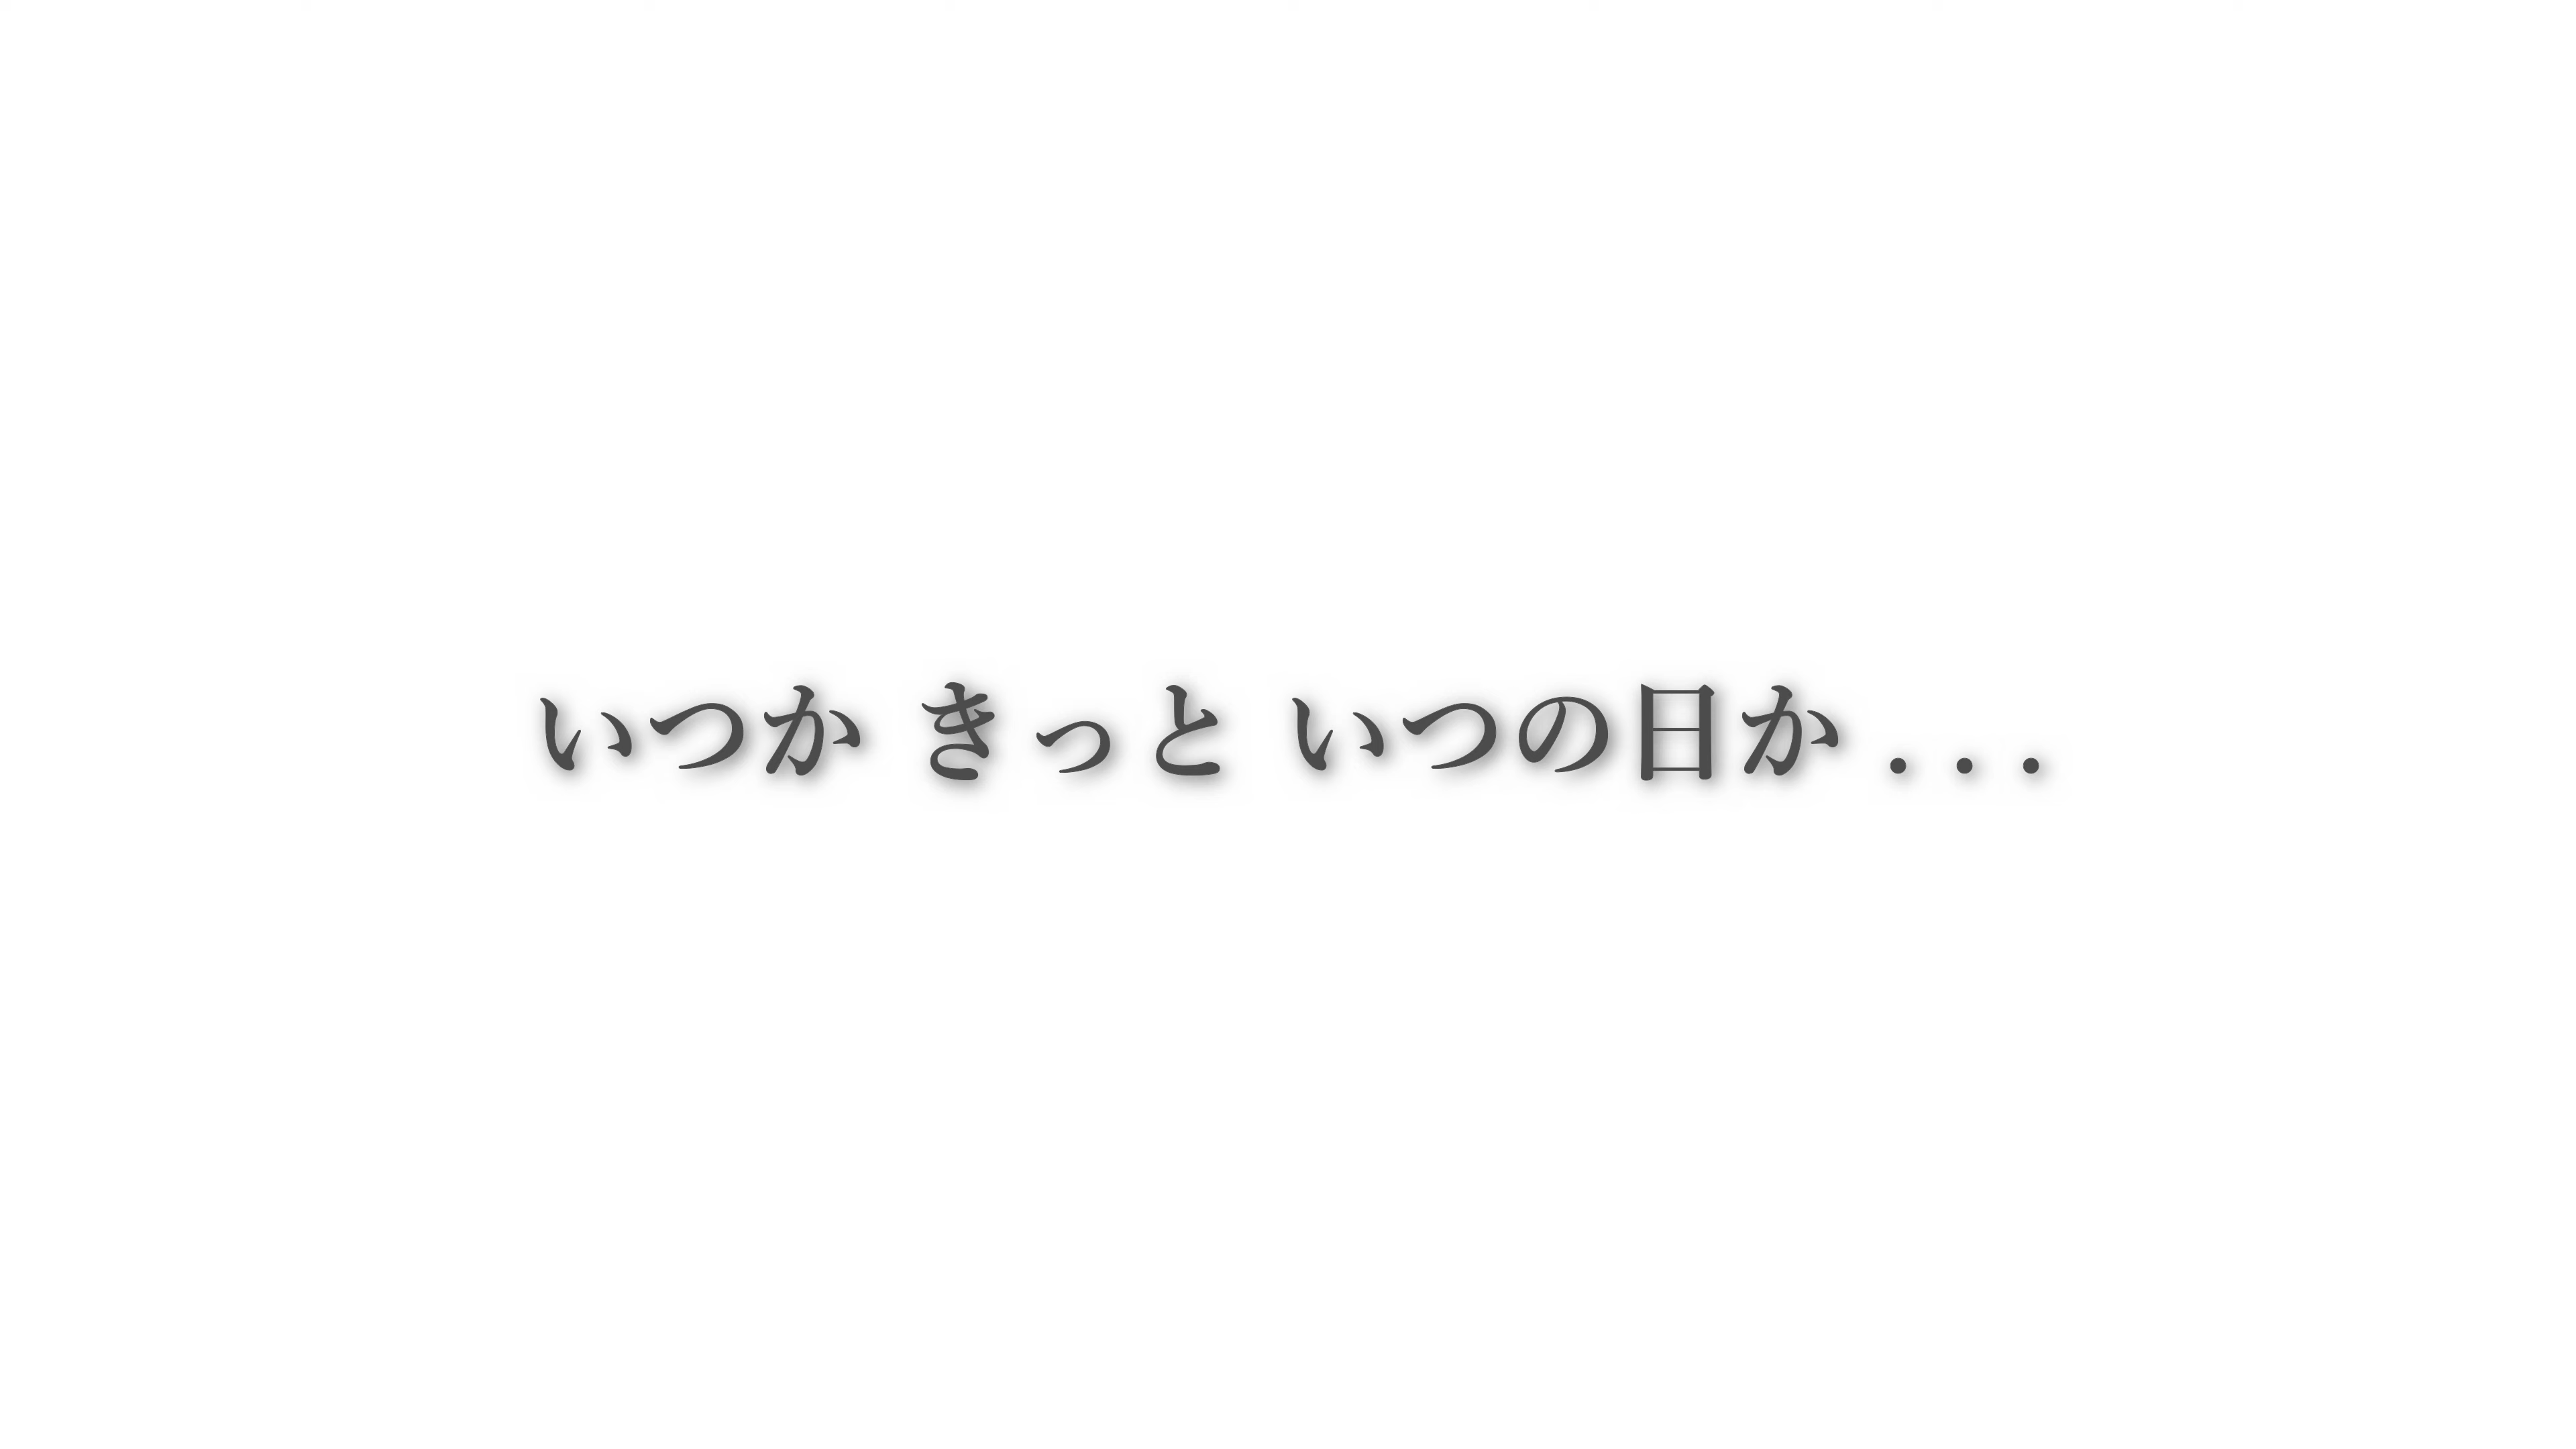 いつか きっと いつの日か . . .